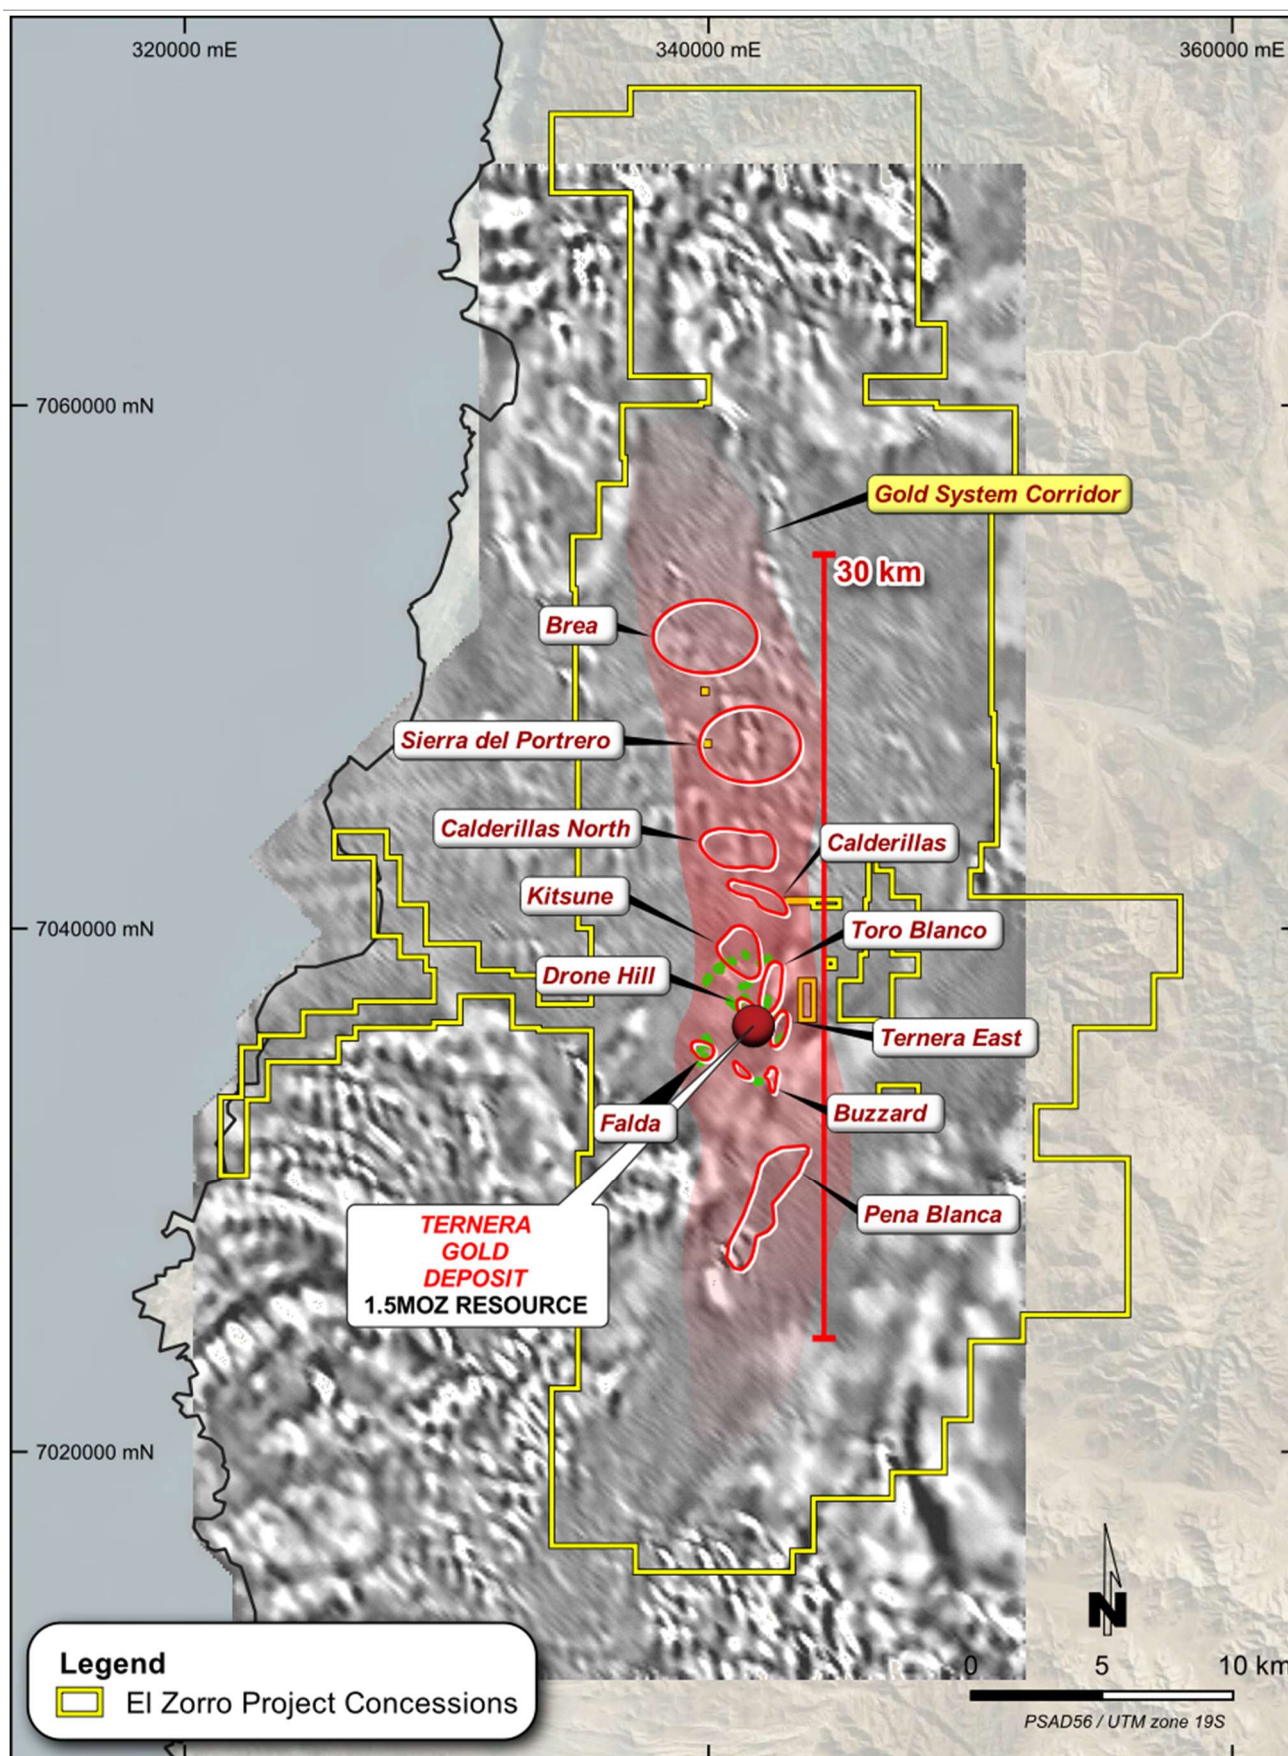 320000 mE
340000 mE
360000 mE
7060000 mN
Gold System Corridor
30 km
Brea
Sierra del Portrero
Calderillas North
Calderillas
Kitsune
Toro Blanco
7040000 mN
Drone Hill
Ternera East
Buzzard
Falda
Pena Blanca
TERNERA
GOLD
DEPOSIT
1.5MOZ RESOURCE
7020000 mN
N
Legend
El Zorro Project Concessions
0 5 10 km
PSAD56 / UTM zone 19S